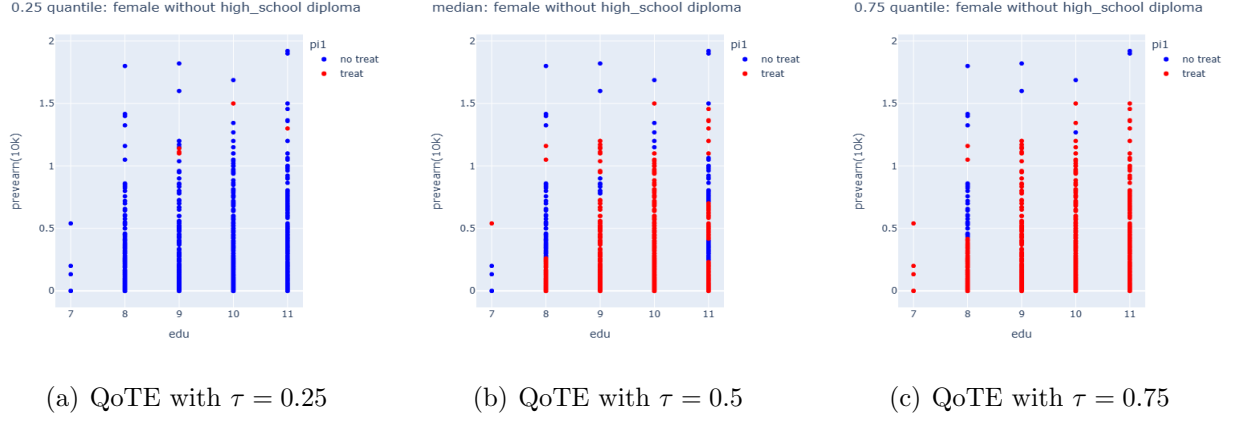 0.25 quantile: female without high_school diploma
2
1.5
1
0.5
0
prevearn(10k)
7 8 9 10 11
edu
pi1
no treat
treat
(a) QoTE with τ = 0.25
median: female without high_school diploma
2
1.5
1
0.5
0
prevearn(10k)
7 8 9 10 11
edu
pi1
no treat
treat
(b) QoTE with τ = 0.5
0.75 quantile: female without high_school diploma
2
1.5
1
0.5
0
prevearn(10k)
7 8 9 10 11
edu
pi1
no treat
treat
(c) QoTE with τ = 0.75